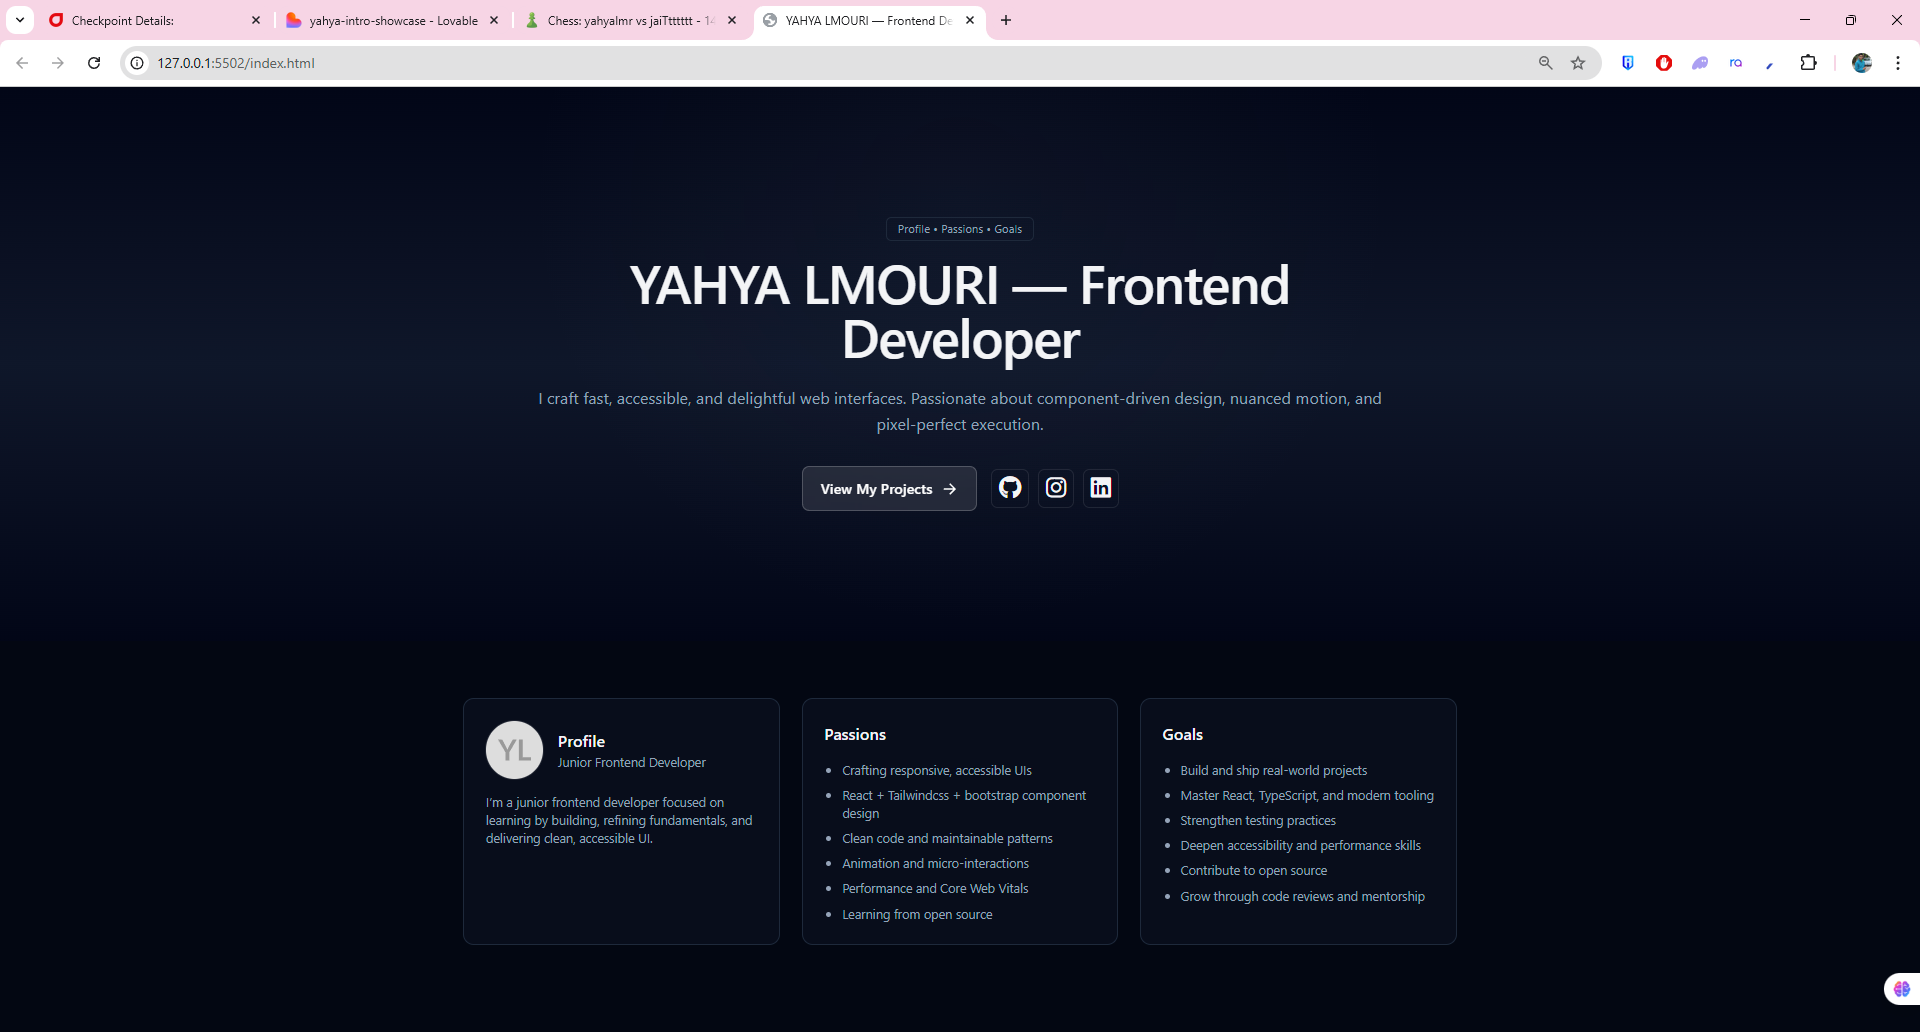 Checkpoint Details:
yahya-intro-showcase - Lovable
Chess: yahyalmr vs jaiTtttttt - 14
YAHYA LMOURI — Frontend De
127.0.0.1:5502/index.html
Profile • Passions • Goals
YAHYA LMOURI — Frontend
Developer
I craft fast, accessible, and delightful web interfaces. Passionate about component-driven design, nuanced motion, and
pixel-perfect execution.
View My Projects →
YL
Profile
Junior Frontend Developer
I'm a junior frontend developer focused on
learning by building, refining fundamentals, and
delivering clean, accessible UI.
Passions
• Crafting responsive, accessible UIs
• React + Tailwindcss + bootstrap component
design
• Clean code and maintainable patterns
• Animation and micro-interactions
• Performance and Core Web Vitals
• Learning from open source
Goals
• Build and ship real-world projects
• Master React, TypeScript, and modern tooling
• Strengthen testing practices
• Deepen accessibility and performance skills
• Contribute to open source
• Grow through code reviews and mentorship